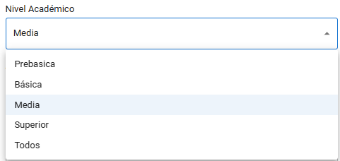 Nivel Académico
Media
Prebasica
Básica
Media
Superior
Todos